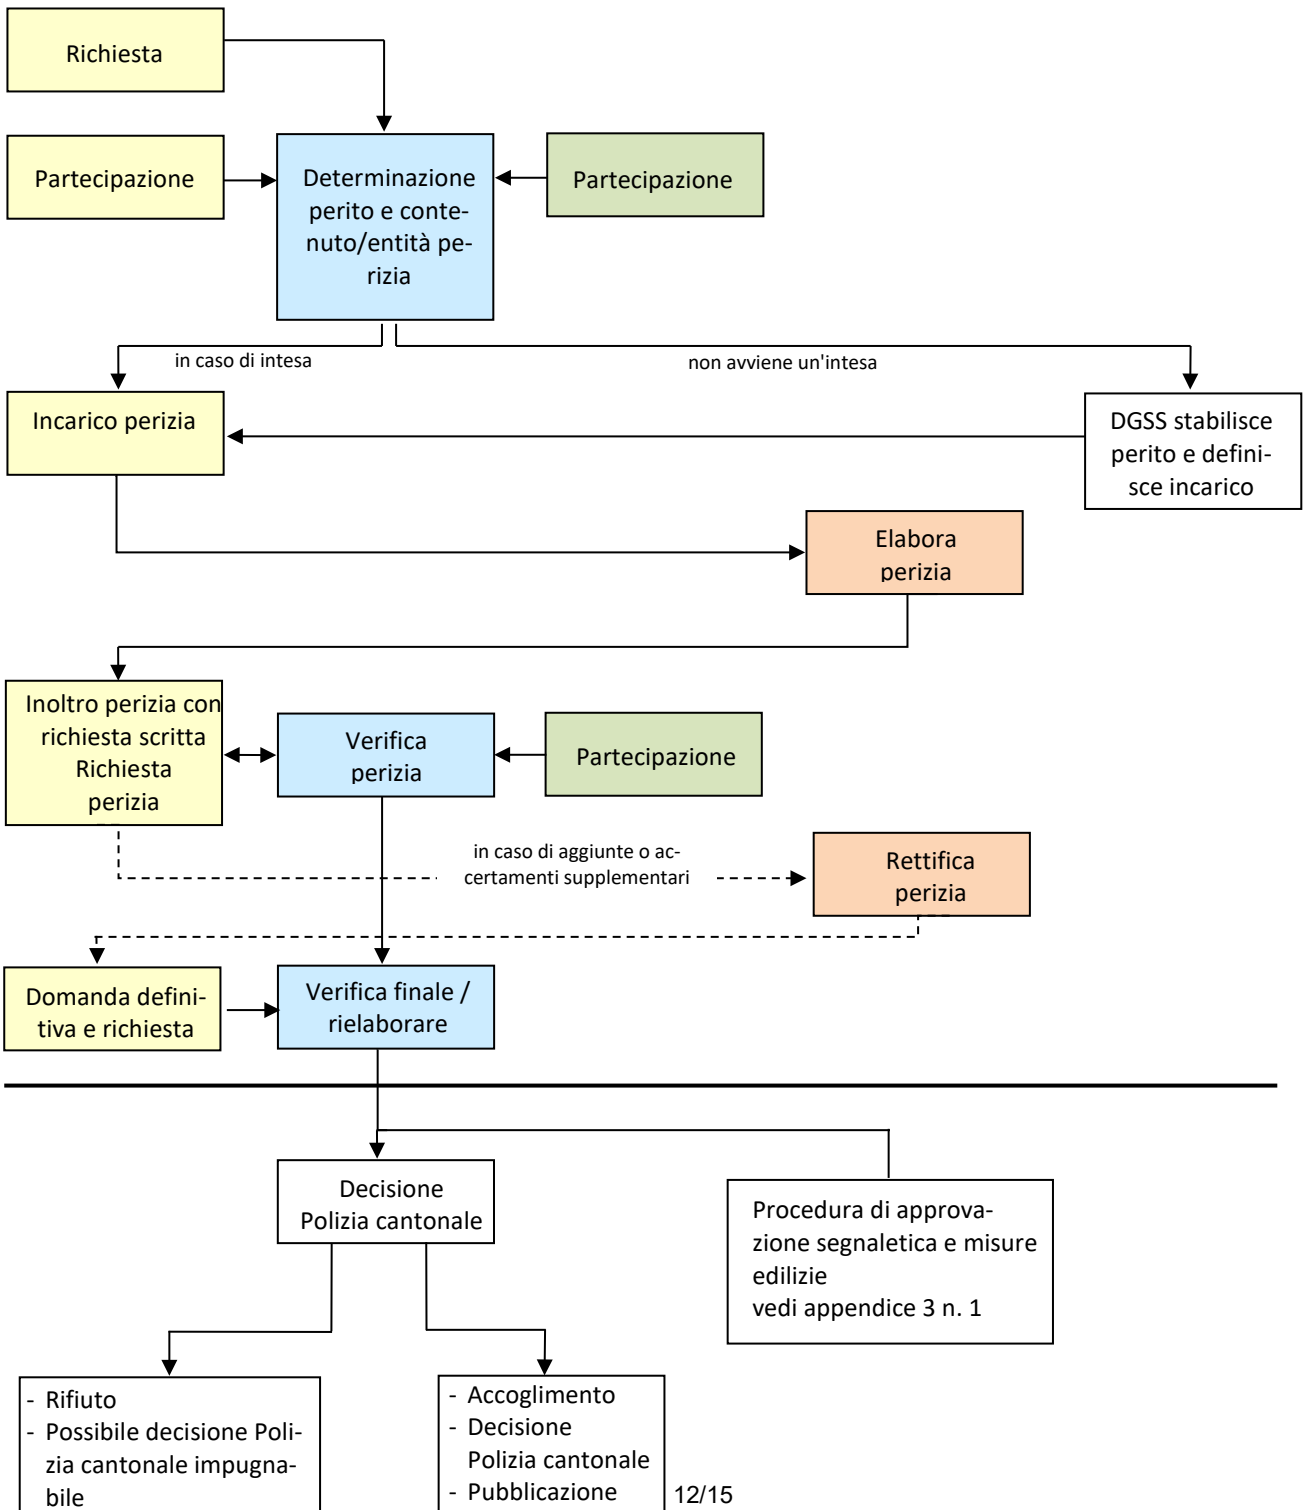 Richiesta
Partecipazione
Determinazione
perito e conte-
nuto/entità pe-
rizia
Partecipazione
in caso di intesa
non avviene un'intesa
Incarico perizia
DGSS stabilisce
perito e defini-
sce incarico
Elabora
perizia
Inoltro perizia con
richiesta scritta
Richiesta
perizia
Verifica
perizia
Partecipazione
in caso di aggiunte o ac-
certamenti supplementari
Rettifica
perizia
Domanda defini-
tiva e richiesta
Verifica finale /
rielaborare
Decisione
Polizia cantonale
Procedura di approva-
zione segnaletica e misure
edilizie
vedi appendice 3 n. 1
- Rifiuto
- Possibile decisione Poli-
zia cantonale impugna-
bile
- Accoglimento
- Decisione
Polizia cantonale
- Pubblicazione
12/15